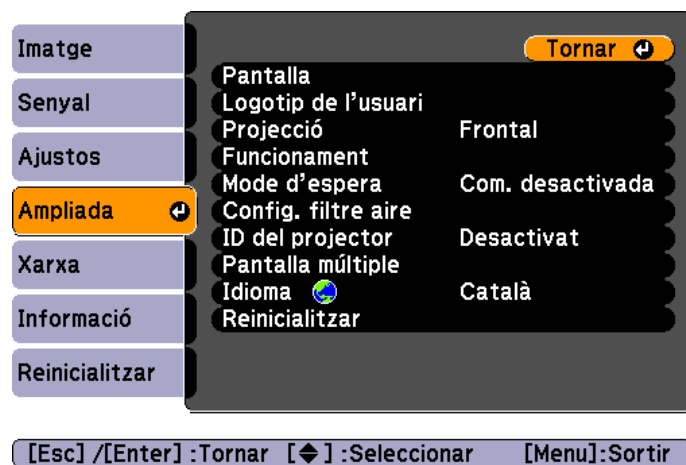 Imatge
Senyal
Ajustos
Ampliada
Xarxa
Informació
Reinicialitzar
Tornar
Pantalla
Logotip de l'usuari
Projecció Frontal
Funcionament
Mode d'espera Com. desactivada
Config. filtre aire
ID del projector Desactivat
Pantalla múltiple
Idioma Català
Reinicialitzar
[Esc] /[Enter] :Tornar [◆] :Seleccionar [Menu]:Sortir